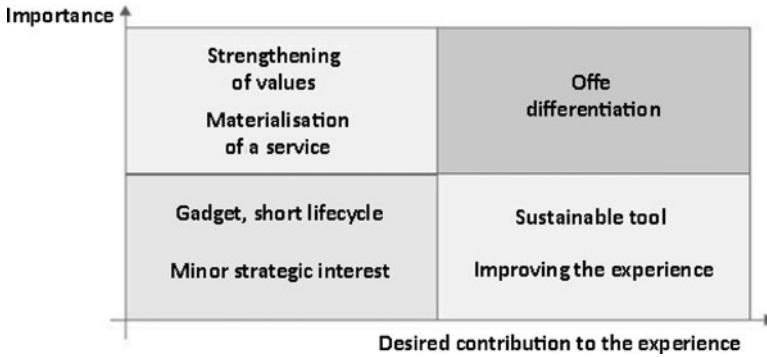 Importance
Strengthening
of values
Materialisation
of a service
Offe
differentiation
Gadget, short lifecycle
Minor strategic interest
Sustainable tool
Improving the experience
Desired contribution to the experience